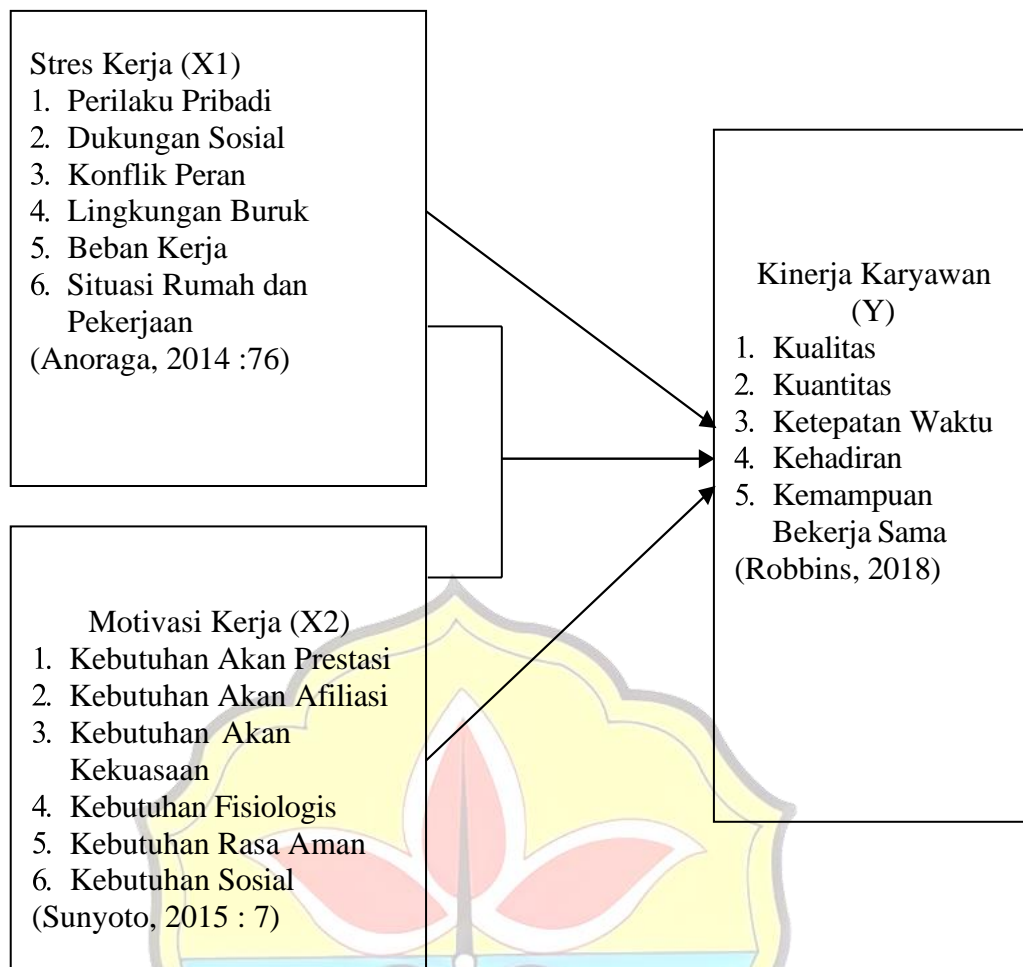 Stres Kerja (X1)
1. Perilaku Pribadi
2. Dukungan Sosial
3. Konflik Peran
4. Lingkungan Buruk
5. Beban Kerja
6. Situasi Rumah dan
Pekerjaan
(Anoraga, 2014 :76)
Motivasi Kerja (X2)
1. Kebutuhan Akan Prestasi
2. Kebutuhan Akan Afiliasi
3. Kebutuhan Akan
Kekuasaan
4. Kebutuhan Fisiologis
5. Kebutuhan Rasa Aman
6. Kebutuhan Sosial
(Sunyoto, 2015 : 7)
Kinerja Karyawan
(Y)
1. Kualitas
2. Kuantitas
3. Ketepatan Waktu
4. Kehadiran
5. Kemampuan
Bekerja Sama
(Robbins, 2018)